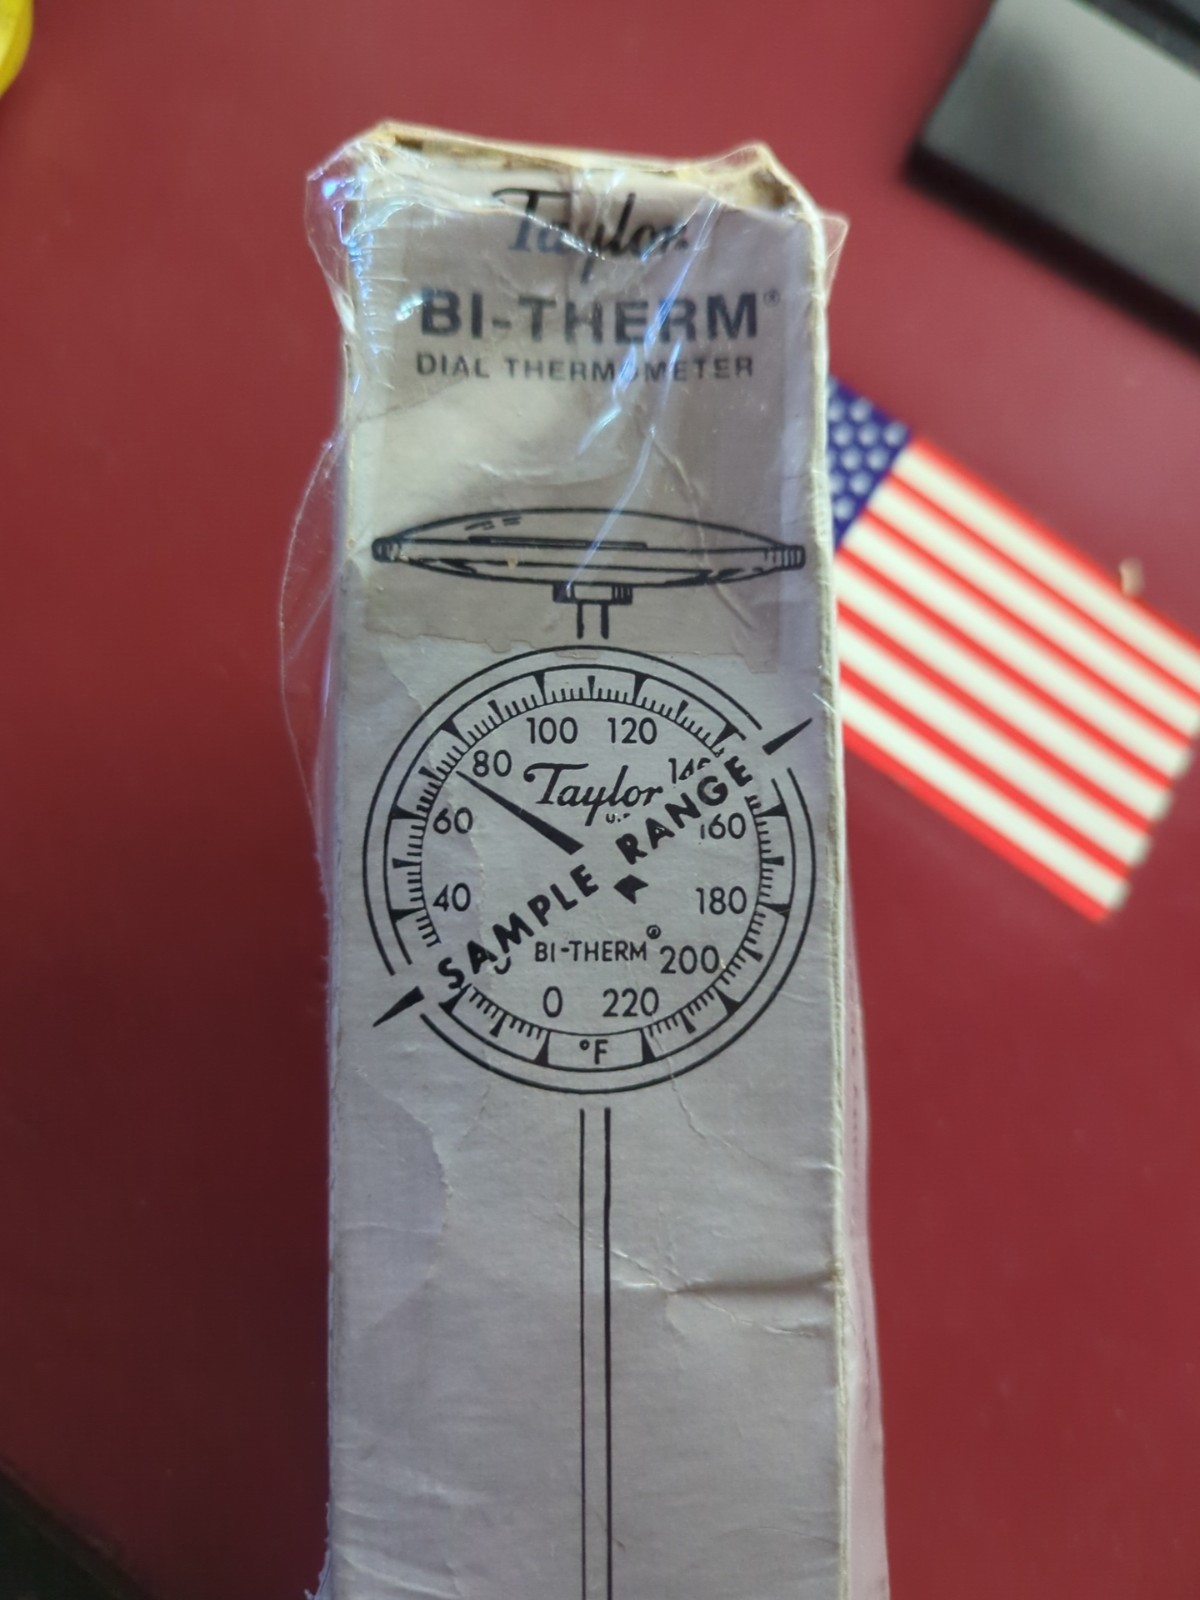 Taylor
BI-THERM®
DIAL THERMOMETER
100 120
80
Taylor
60
160
SAMPLE RANGE
40
180
BI-THERM®
200
0
220
°F